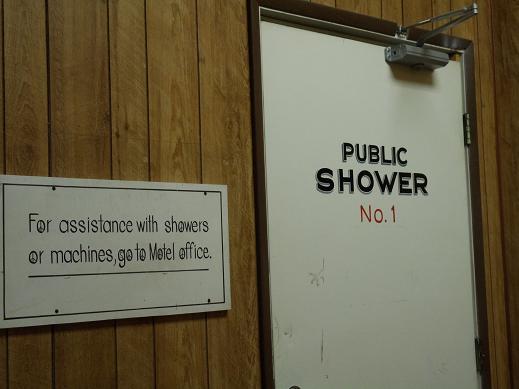 For assistance with showers
or machines, go to Motel office.
PUBLIC
SHOWER
No. 1